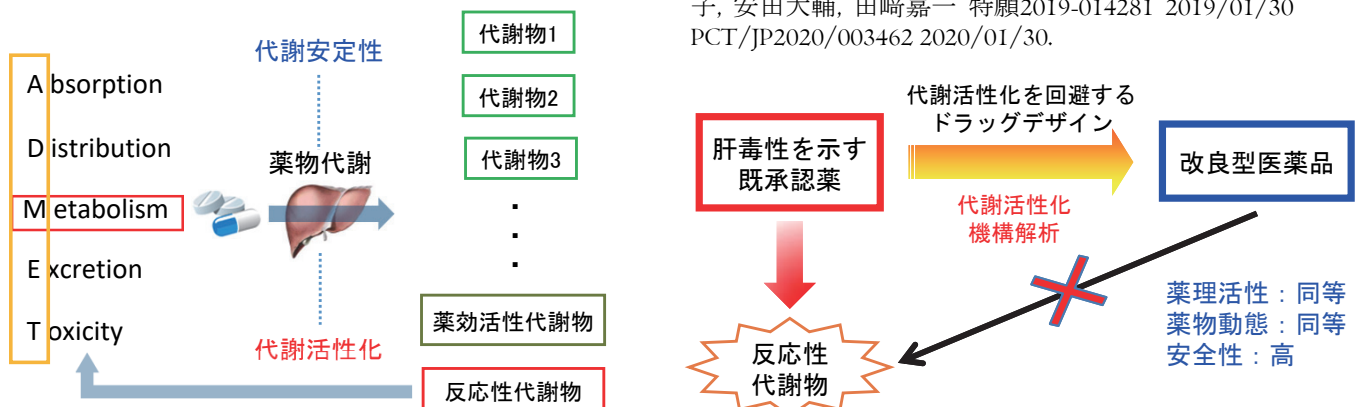 子, 安田大輔, 田﨑嘉一 特願2019-014281 2019/01/30
PCT/JP2020/003462 2020/01/30.
Absorption
Distribution
Metabolism
Excretion
Toxicity
代謝安定性
薬物代謝
代謝活性化
代謝物1
代謝物2
代謝物3
・
・
・
薬効活性代謝物
反応性代謝物
肝毒性を示す
既承認薬
代謝活性化を回避する
ドラッグデザイン
代謝活性化
機構解析
改良型医薬品
反応性
代謝物
薬理活性:同等
薬物動態:同等
安全性:高